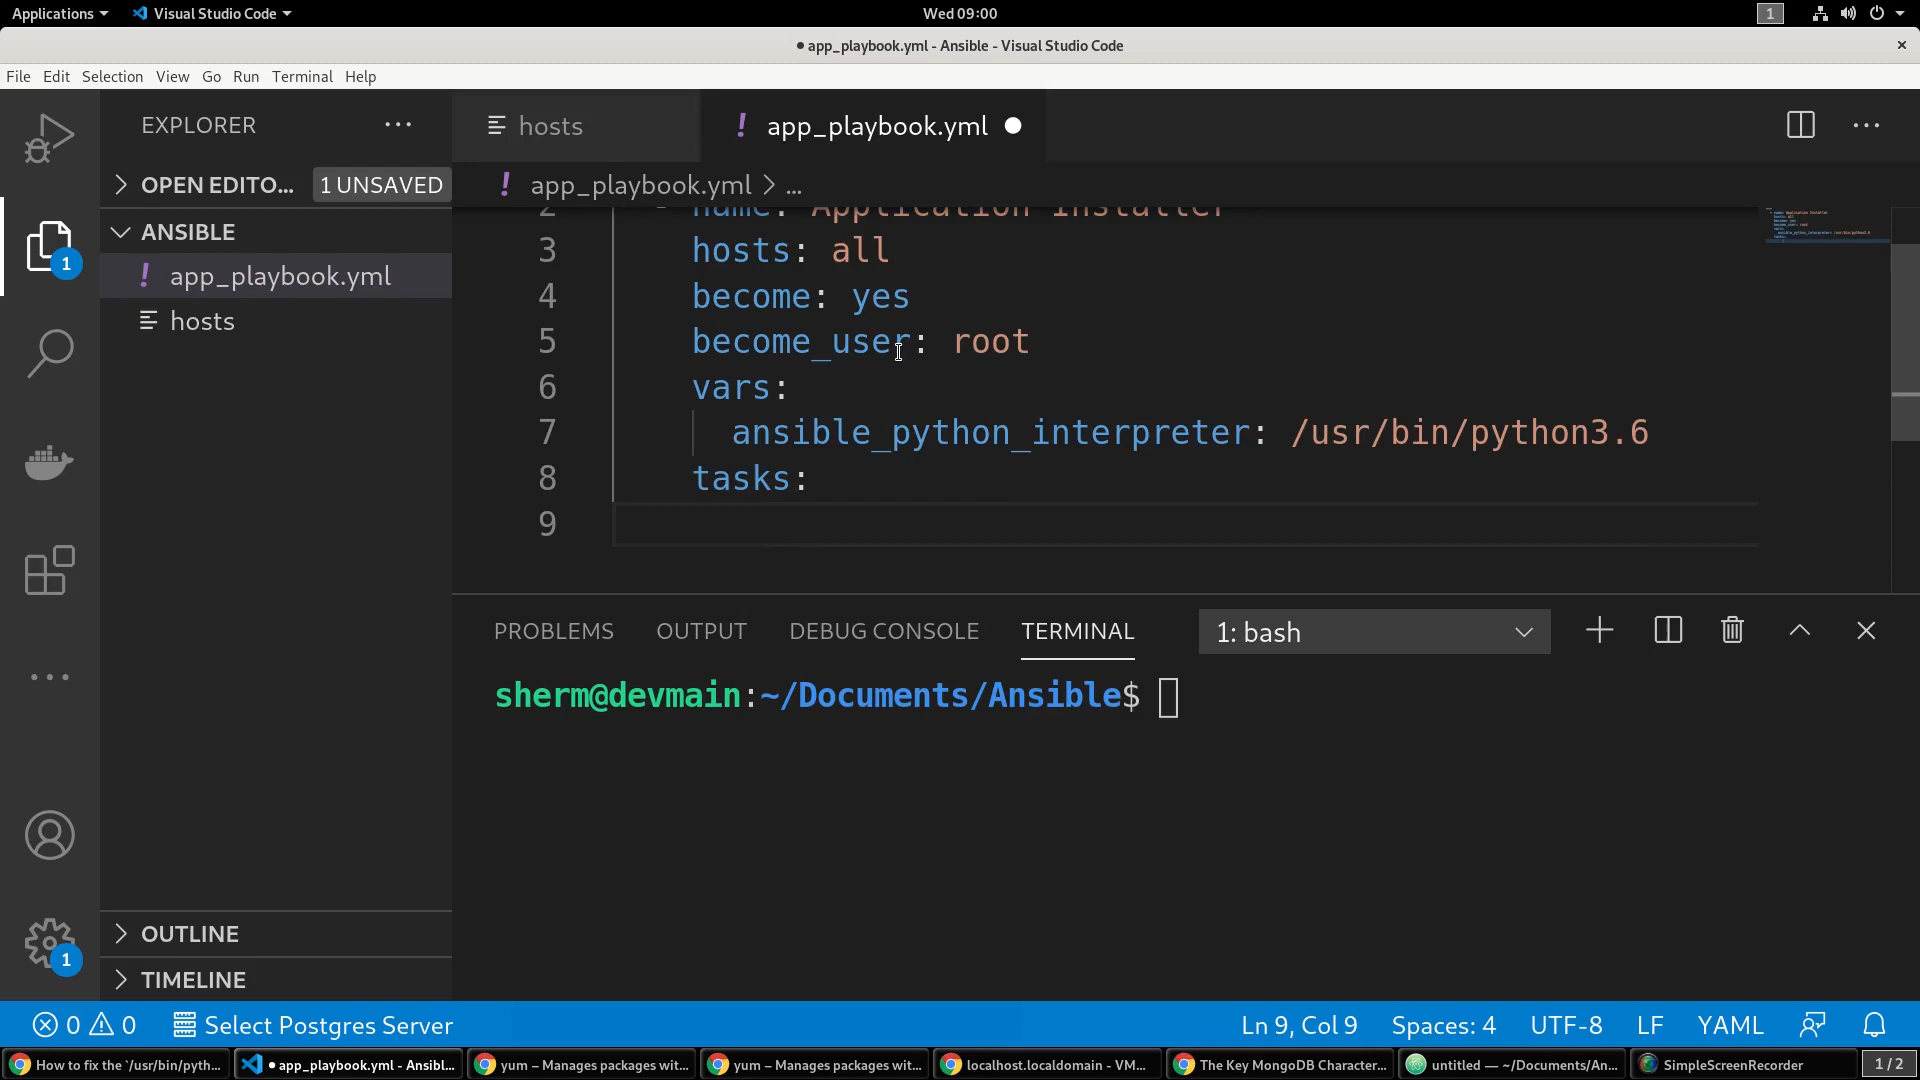 Applications
Visual Studio Code
Wed 09:00
1
● app_playbook.yml - Ansible - Visual Studio Code
File Edit Selection View Go Run Terminal Help
EXPLORER
OPEN EDITO...
1 UNSAVED
ANSIBLE
! app_playbook.yml
hosts
OUTLINE
TIMELINE
1
1
hosts
! app_playbook.yml
! app_playbook.yml > ...
2 - name: Application Installer
3 hosts: all
4 become: yes
5 become_user: root
6 vars:
7 ansible_python_interpreter: /usr/bin/python3.6
8 tasks:
9
PROBLEMS OUTPUT DEBUG CONSOLE TERMINAL
1: bash
sherm@devmain:~/Documents/Ansible$
0 0
Select Postgres Server
Ln 9, Col 9
Spaces: 4
UTF-8
LF
YAML
How to fix the `/usr/bin/pyth...
● app_playbook.yml - Ansibl...
yum – Manages packages wit...
yum – Manages packages wit...
localhost.localdomain - VM...
The Key MongoDB Character...
untitled — ~/Documents/An...
SimpleScreenRecorder
1 / 2